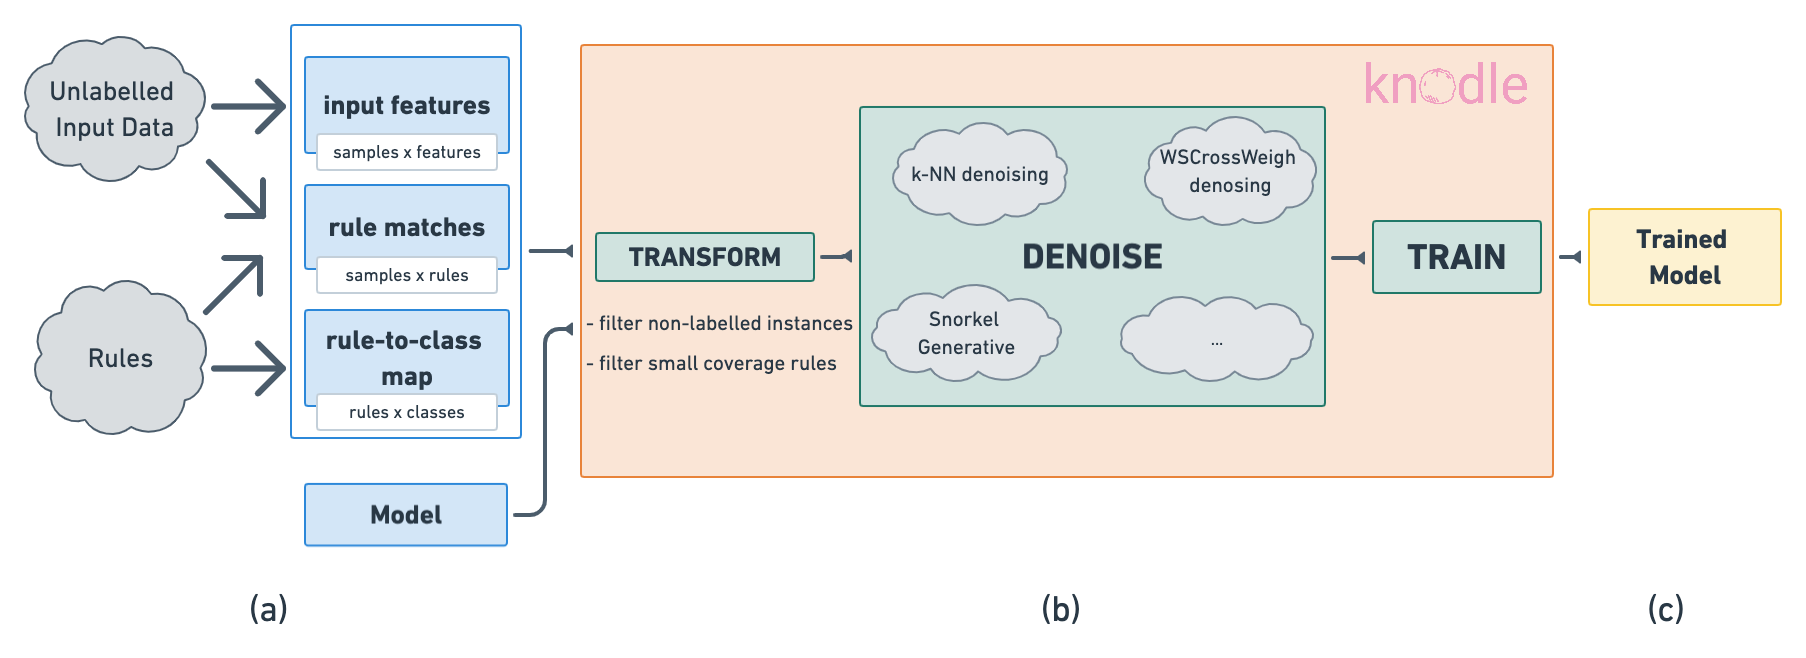 Unlabelled
Input Data
Rules
input features
samples x features
rule matches
samples x rules
rule-to-class
map
rules x classes
Model
knodle
TRANSFORM
- filter non-labelled instances
- filter small coverage rules
k-NN denoising
WSCrossWeigh
denosing
DENOISE
Snorkel
Generative
...
TRAIN
Trained
Model
(a)
(b)
(c)